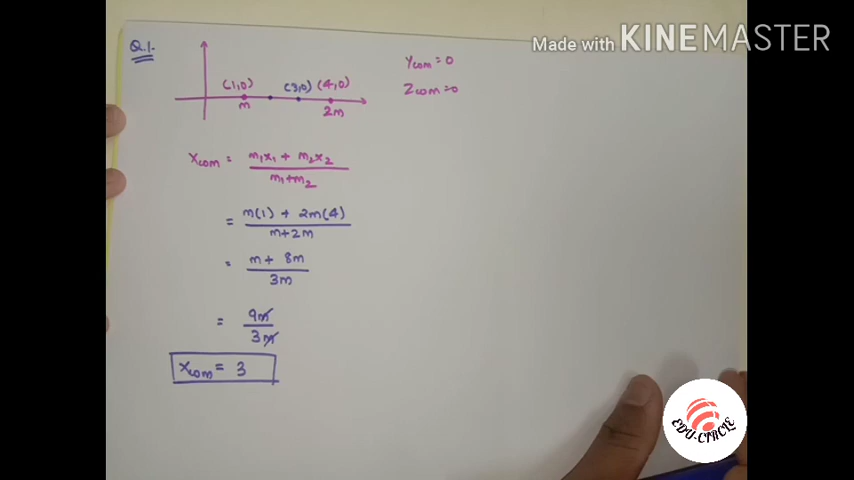 Made with KINEMASTER
Q.1.
Ycom = 0
Zcom = 0
(1,0) (3,0) (4,0)
m 2m
xcom = m₁x₁ + m₂x₂
m₁+m₂
= m(1) + 2m(4)
m+2m
= m + 8m
3m
= 9m
3m
xcom = 3
EDU-CIRCLE